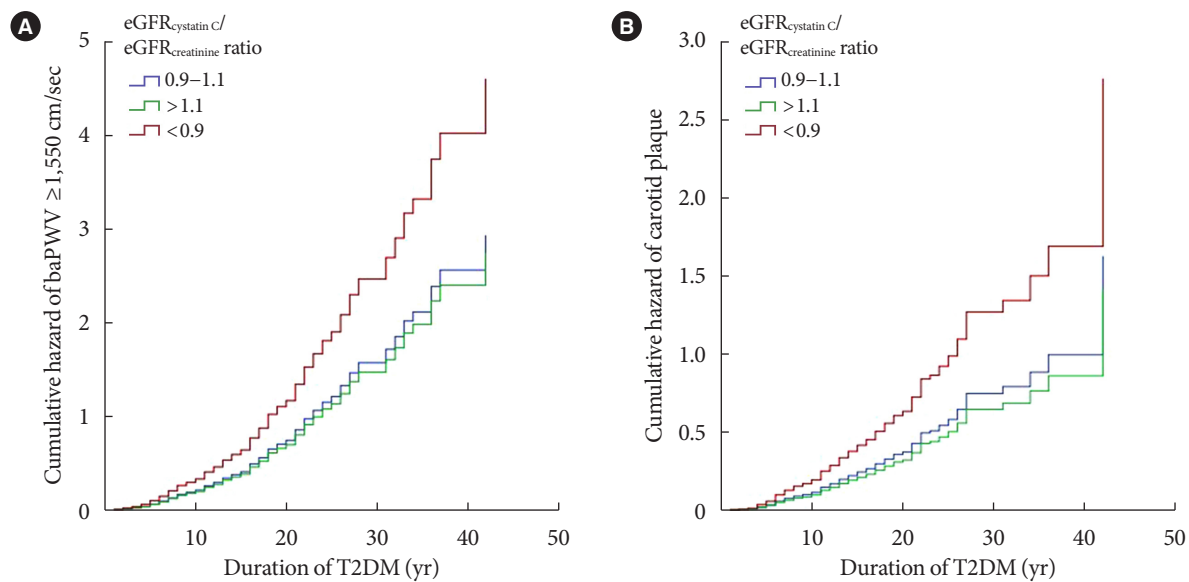 A
eGFRcystatin C/
eGFRcreatinine ratio
0.9–1.1
>1.1
<0.9
Cumulative hazard of baPWV ≥1,550 cm/sec
5
4
3
2
1
0
10 20 30 40 50
Duration of T2DM (yr)
B
eGFRcystatin C/
eGFRcreatinine ratio
0.9–1.1
>1.1
<0.9
Cumulative hazard of carotid plaque
3.0
2.5
2.0
1.5
1.0
0.5
0
10 20 30 40 50
Duration of T2DM (yr)